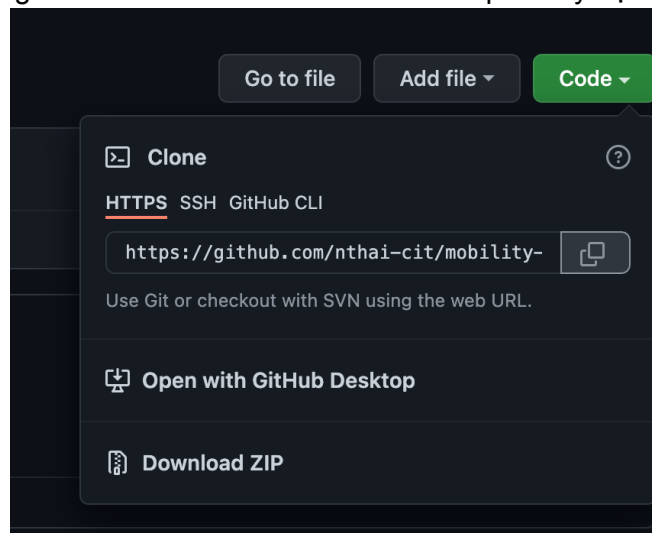 Go to file
Add file
Code
Clone
HTTPS SSH GitHub CLI
https://github.com/nthai-cit/mobility-
Use Git or checkout with SVN using the web URL.
Open with GitHub Desktop
Download ZIP